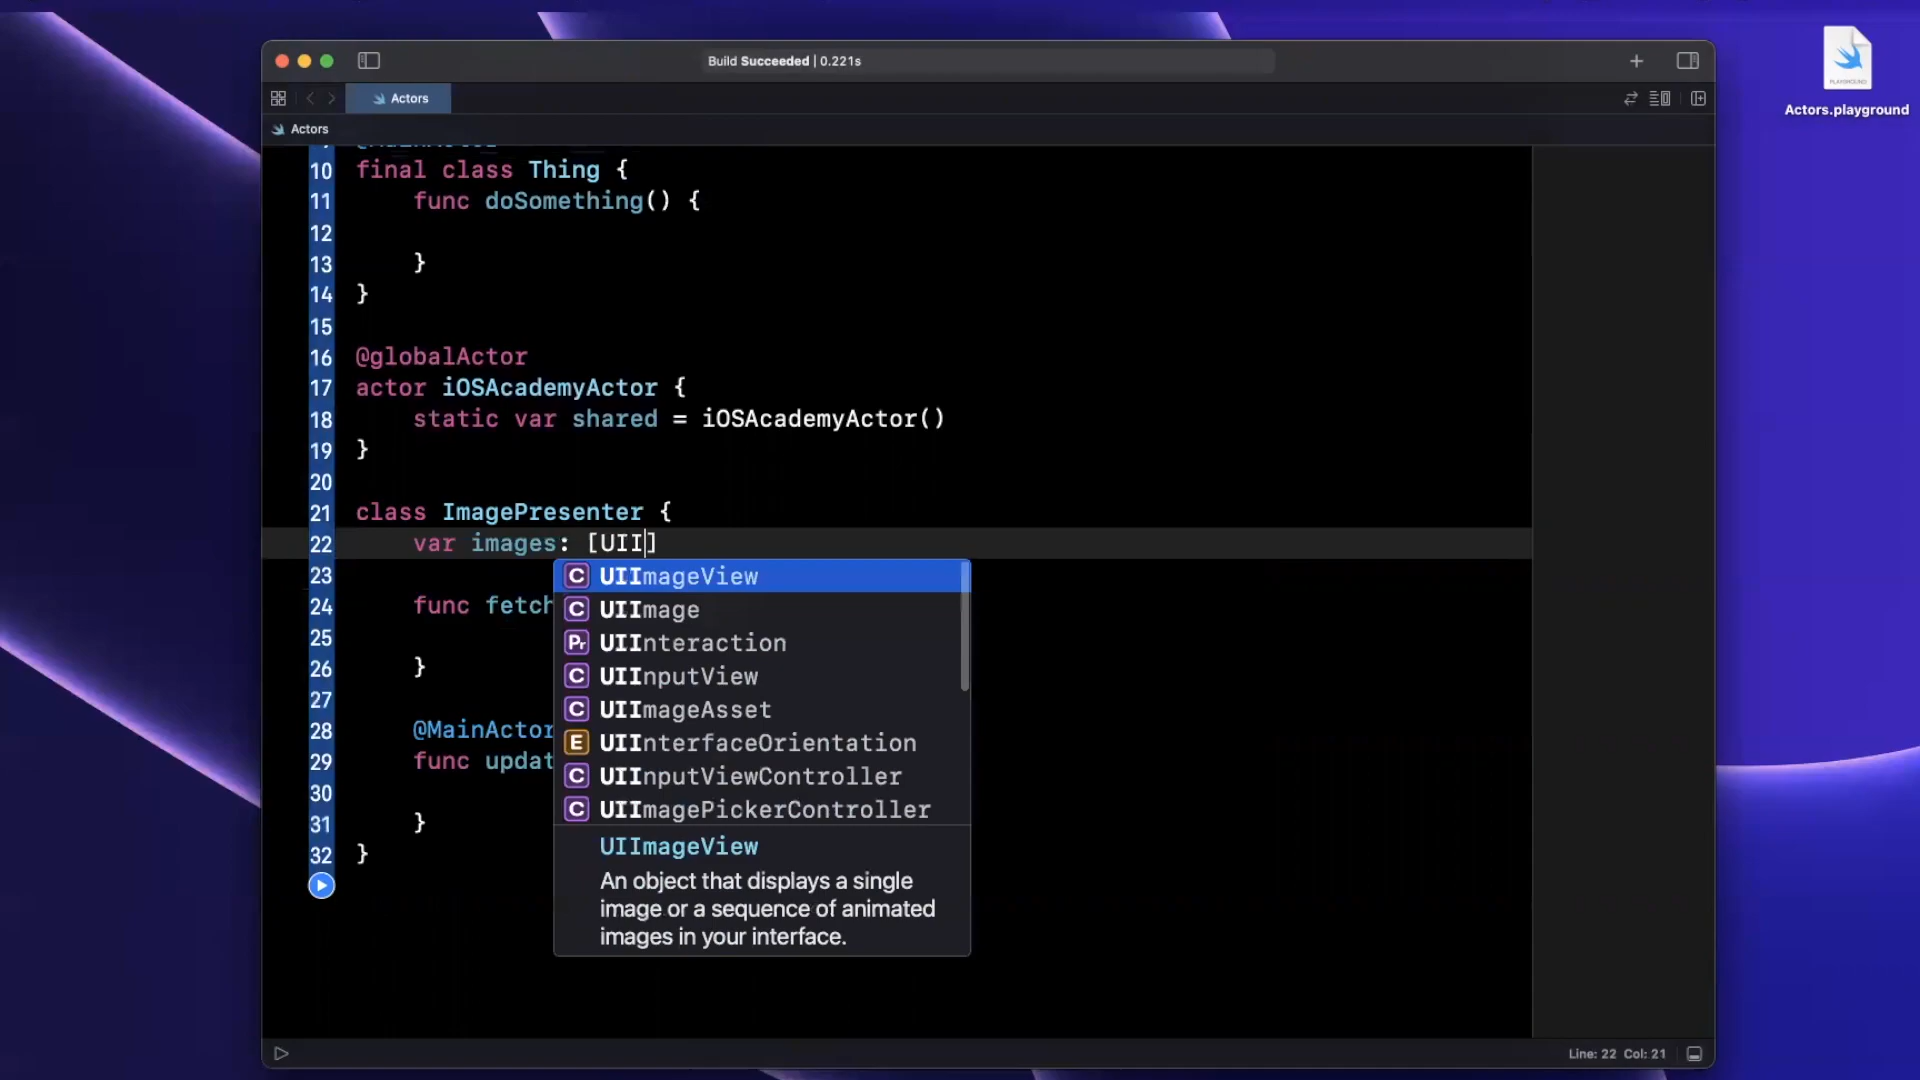 Build Succeeded | 0.221s
PLAYGROUND
Actors.playground
Actors
Actors
10 final class Thing {
11 func doSomething() {
12
13 }
14 }
15
16 @globalActor
17 actor iOSAcademyActor {
18 static var shared = iOSAcademyActor()
19 }
20
21 class ImagePresenter {
22 var images: [UII]
23
24 func fetch
25
26 }
27
28 @MainActor
29 func updat
30
31 }
32 }
C UIImageView
C UIImage
Pr UIInteraction
C UIInputView
C UIImageAsset
E UIInterfaceOrientation
C UIInputViewController
C UIImagePickerController
UIImageView
An object that displays a single
image or a sequence of animated
images in your interface.
Line: 22 Col: 21